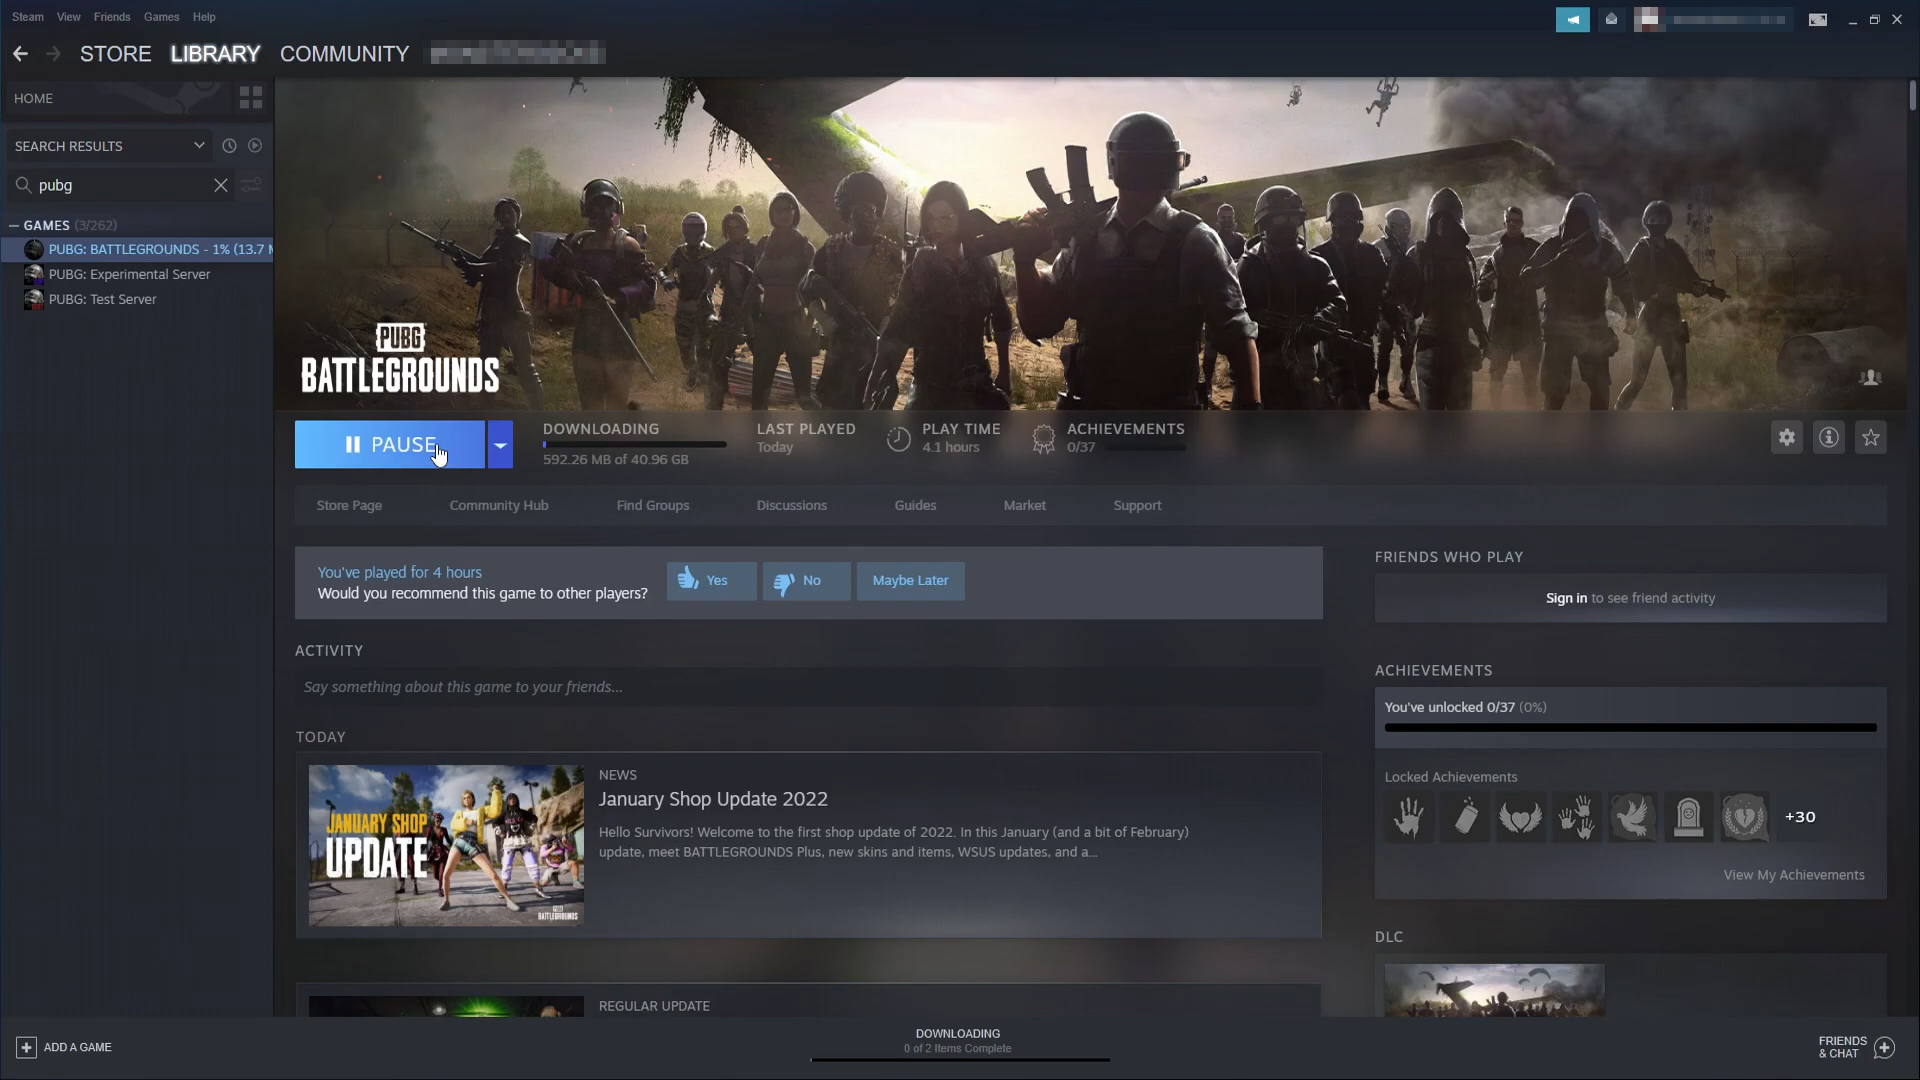 Steam View Friends Games Help
STORE LIBRARY COMMUNITY
HOME
SEARCH RESULTS
pubg
GAMES (3/262)
PUBG: BATTLEGROUNDS - 1% (13.7 M
PUBG: Experimental Server
PUBG: Test Server
PUBG
BATTLEGROUNDS
PAUSE
DOWNLOADING
592.26 MB of 40.96 GB
LAST PLAYED
Today
PLAY TIME
4.1 hours
ACHIEVEMENTS
0/37
Store Page Community Hub Find Groups Discussions Guides Market Support
You've played for 4 hours
Would you recommend this game to other players?
Yes No Maybe Later
FRIENDS WHO PLAY
Sign in to see friend activity
ACTIVITY
Say something about this game to your friends...
ACHIEVEMENTS
You've unlocked 0/37 (0%)
Locked Achievements
+30
View My Achievements
TODAY
JANUARY SHOP
UPDATE
BATTLEGROUNDS
NEWS
January Shop Update 2022
Hello Survivors! Welcome to the first shop update of 2022. In this January (and a bit of February)
update, meet BATTLEGROUNDS Plus, new skins and items, WSUS updates, and a...
DLC
REGULAR UPDATE
ADD A GAME
DOWNLOADING
0 of 2 Items Complete
FRIENDS
& CHAT